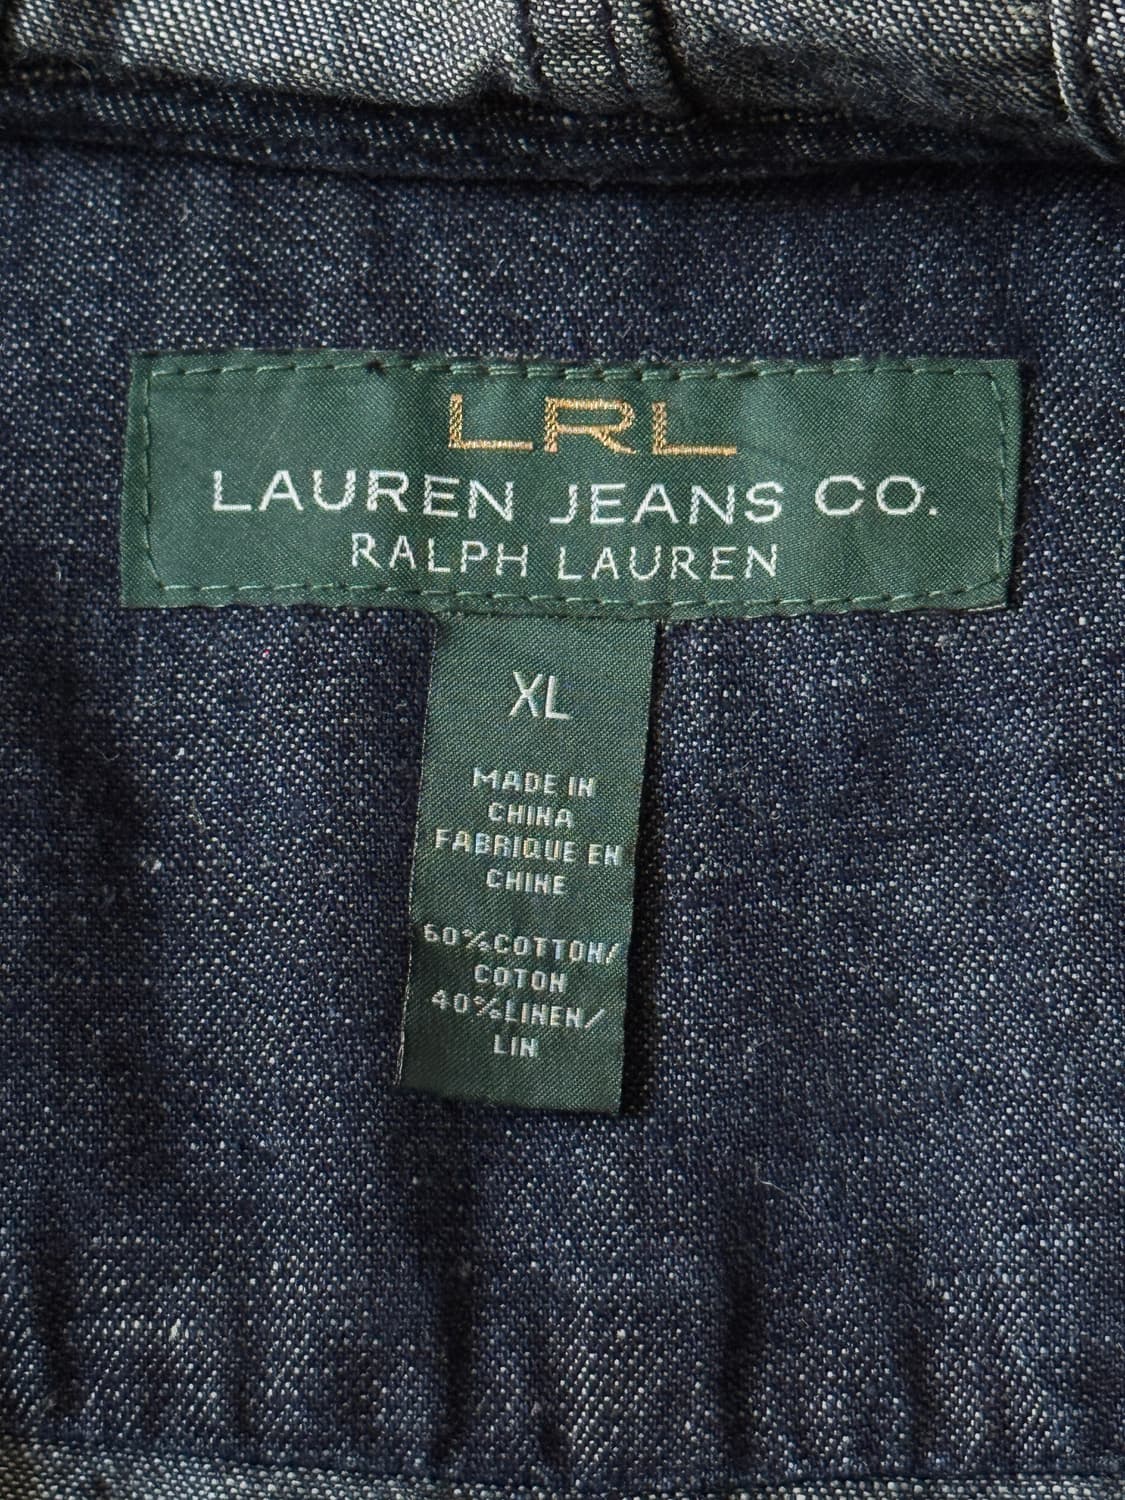 LRL
LAUREN JEANS CO.
RALPH LAUREN
XL
MADE IN
CHINA
FABRIQUE EN
CHINE
60%COTTON/
COTON
40%LINEN/
LIN